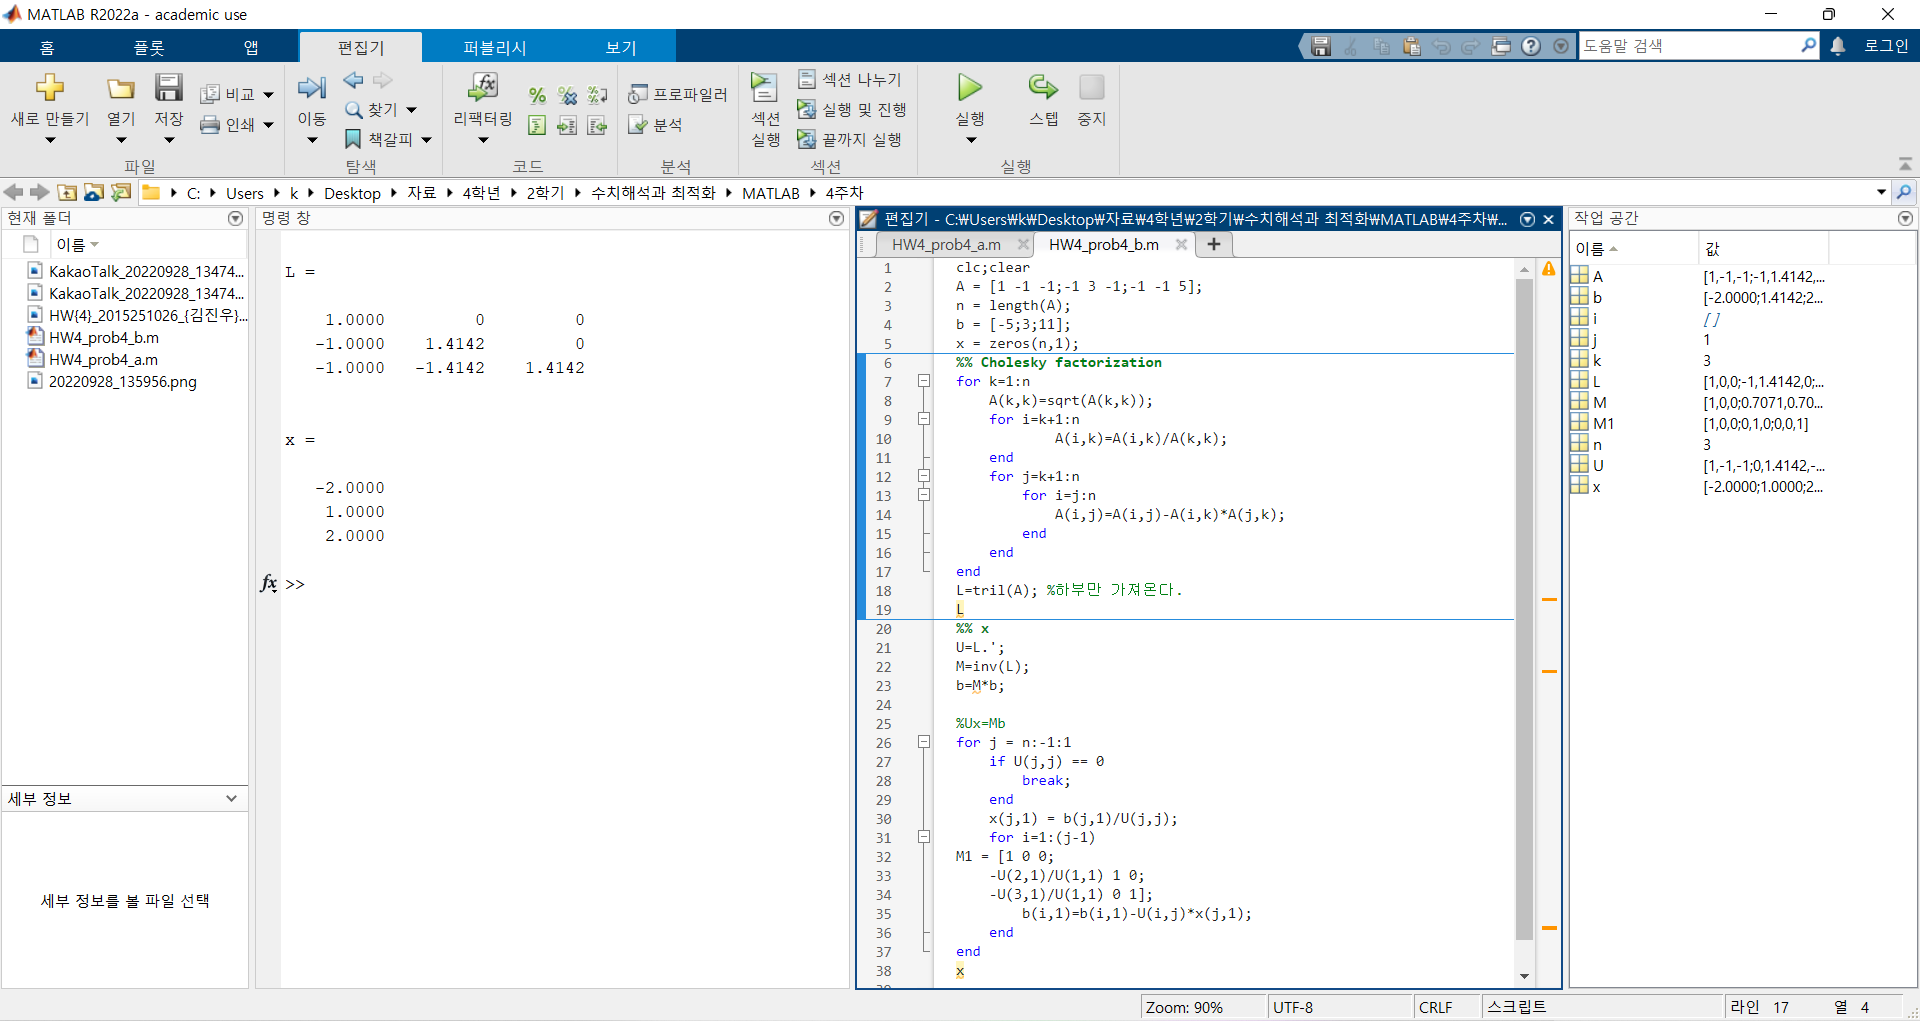 MATLAB R2022a - academic use
홈 플롯 앱 편집기 퍼블리시 보기 도움말 검색 로그인
새로 만들기 열기 저장 비교 인쇄 이동 찾기 책갈피 리팩터링 프로파일러 분석 섹션 실행 섹션 나누기 실행 및 진행 끝까지 실행 실행 스텝 중지
파일 탐색 코드 분석 섹션 실행
C: Users k Desktop 자료 4학년 2학기 수치해석과 최적화 MATLAB 4주차
현재 폴더
이름
KakaoTalk_20220928_13474...
KakaoTalk_20220928_13474...
HW{4}_2015251026_{김진우}...
HW4_prob4_b.m
HW4_prob4_a.m
20220928_135956.png
세부 정보
세부 정보를 볼 파일 선택
명령 창
L =
1.0000 0 0
-1.0000 1.4142 0
-1.0000 -1.4142 1.4142
x =
-2.0000
1.0000
2.0000
fx >>
편집기 - C:₩Users₩k₩Desktop₩자료₩4학년₩2학기₩수치해석과 최적화₩MATLAB₩4주차₩...
HW4_prob4_a.m HW4_prob4_b.m
1 clc;clear
2 A = [1 -1 -1;-1 3 -1;-1 -1 5];
3 n = length(A);
4 b = [-5;3;11];
5 x = zeros(n,1);
6 %% Cholesky factorization
7 for k=1:n
8 A(k,k)=sqrt(A(k,k));
9 for i=k+1:n
10 A(i,k)=A(i,k)/A(k,k);
11 end
12 for j=k+1:n
13 for i=j:n
14 A(i,j)=A(i,j)-A(i,k)*A(j,k);
15 end
16 end
17 end
18 L=tril(A); %하부만 가져온다.
19 L
20 %% x
21 U=L.';
22 M=inv(L);
23 b=M*b;
24
25 %Ux=Mb
26 for j = n:-1:1
27 if U(j,j) == 0
28 break;
29 end
30 x(j,1) = b(j,1)/U(j,j);
31 for i=1:(j-1)
32 M1 = [1 0 0;
33 -U(2,1)/U(1,1) 1 0;
34 -U(3,1)/U(1,1) 0 1];
35 b(i,1)=b(i,1)-U(i,j)*x(j,1);
36 end
37 end
38 x
작업 공간
이름 값
A [1,-1,-1;-1,1.4142,...
b [-2.0000;1.4142;2...
i []
j 1
k 3
L [1,0,0;-1,1.4142,0;...
M [1,0,0;0.7071,0.70...
M1 [1,0,0;0,1,0;0,0,1]
n 3
U [1,-1,-1;0,1.4142,-...
x [-2.0000;1.0000;2...
Zoom: 90% UTF-8 CRLF 스크립트 라인 17 열 4